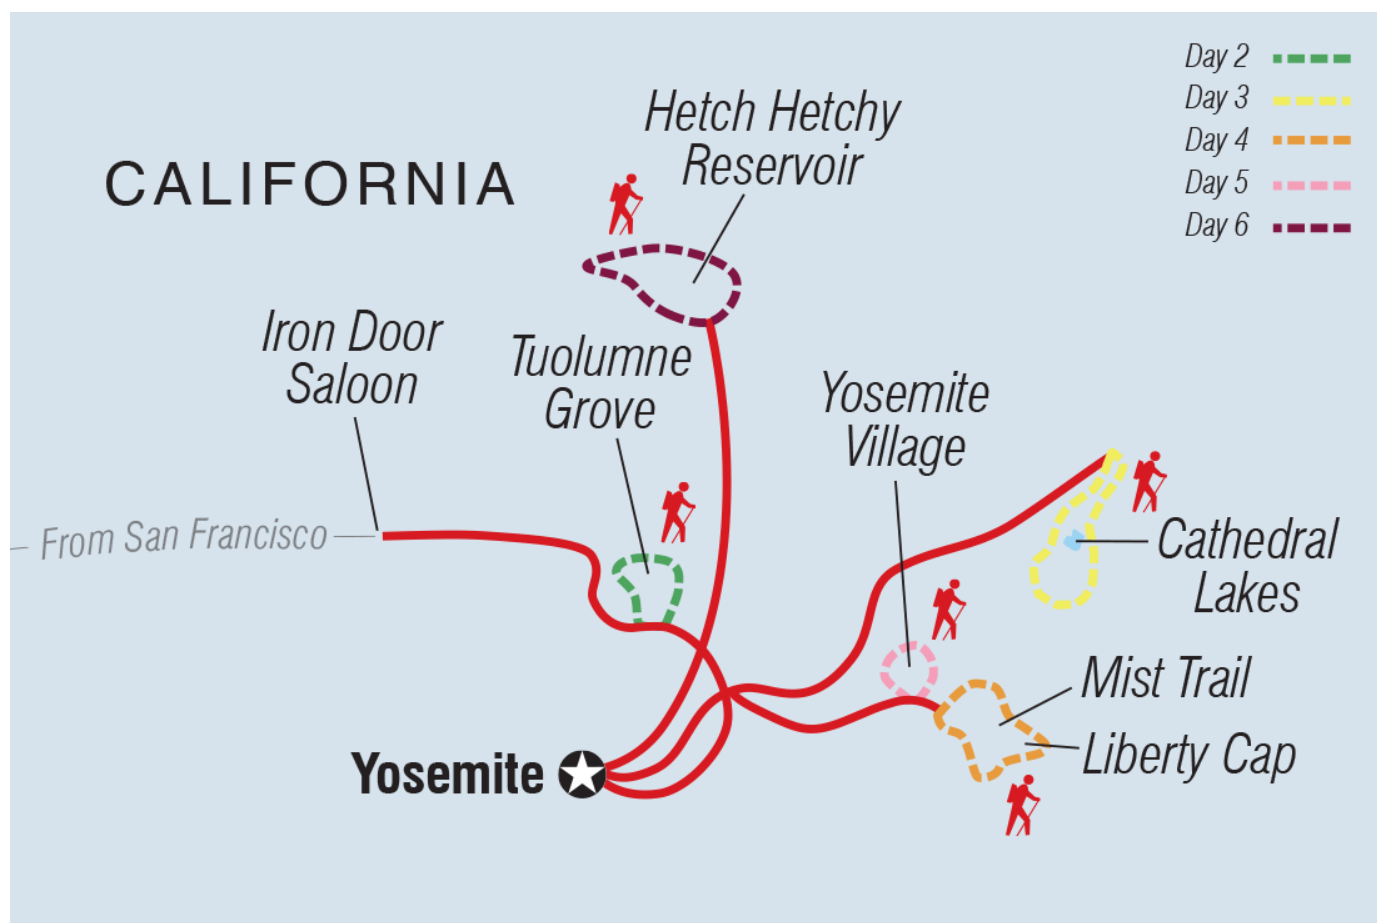 Day 2
Day 3
Day 4
Day 5
Day 6
CALIFORNIA
Hetch Hetchy
Reservoir
Iron Door
Saloon
Tuolumne
Grove
Yosemite
Village
From San Francisco
Cathedral
Lakes
Mist Trail
Liberty Cap
Yosemite